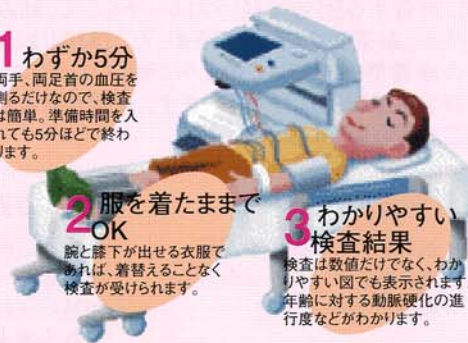 1 わずか5分
両手、両足首の血圧を
測るだけなので、検査
は簡単。準備時間を入
れても5分ほどで終わ
ります。
2 服を着たままで
OK
腕と膝下が出せる衣服で
あれば、着替えることなく
検査が受けられます。
3 わかりやすい
検査結果
検査は数値だけでなく、わか
りやすい図でも表示されます。
年齢に対する動脈硬化の進
行度などがわかります。